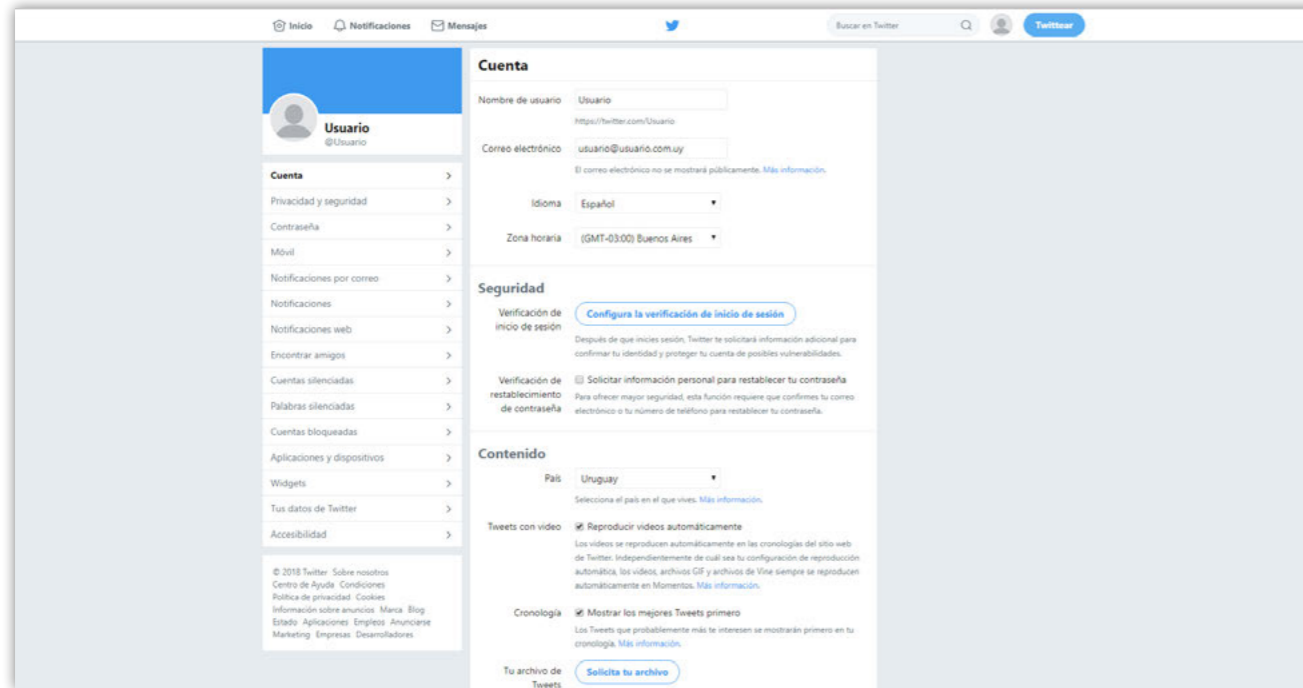 Inicio
Notificaciones
Mensajes
Buscar en Twitter
Twittear
Usuario
@Usuario
Cuenta
Privacidad y seguridad
Contraseña
Móvil
Notificaciones por correo
Notificaciones
Notificaciones web
Encontrar amigos
Cuentas silenciadas
Palabras silenciadas
Cuentas bloqueadas
Aplicaciones y dispositivos
Widgets
Tus datos de Twitter
Accesibilidad
© 2018 Twitter Sobre nosotros
Centro de Ayuda Condiciones
Política de privacidad Cookies
Información sobre anuncios Marca Blog
Estado Aplicaciones Empleos Anunciarse
Marketing Empresas Desarrolladores
Cuenta
Nombre de usuario
Usuario
https://twitter.com/Usuario
Correo electrónico
usuario@usuario.com.uy
El correo electrónico no se mostrará públicamente. Más información.
Idioma
Español
Zona horaria
(GMT-03:00) Buenos Aires
Seguridad
Verificación de
inicio de sesión
Configura la verificación de inicio de sesión
Después de que inicies sesión, Twitter te solicitará información adicional para
confirmar tu identidad y proteger tu cuenta de posibles vulnerabilidades.
Verificación de
restablecimiento
de contraseña
Solicitar información personal para restablecer tu contraseña
Para ofrecer mayor seguridad, esta función requiere que confirmes tu correo
electrónico o tu número de teléfono para restablecer tu contraseña.
Contenido
País
Uruguay
Selecciona el país en el que vives. Más información.
Tweets con video
Reproducir videos automáticamente
Los videos se reproducen automáticamente en las cronologías del sitio web
de Twitter. Independientemente de cuál sea tu configuración de reproducción
automática, los videos, archivos GIF y archivos de Vine siempre se reproducen
automáticamente en Momentos. Más información.
Cronología
Mostrar los mejores Tweets primero
Los Tweets que probablemente más te interesen se mostrarán primero en tu
cronología. Más información.
Tu archivo de
Tweets
Solicita tu archivo